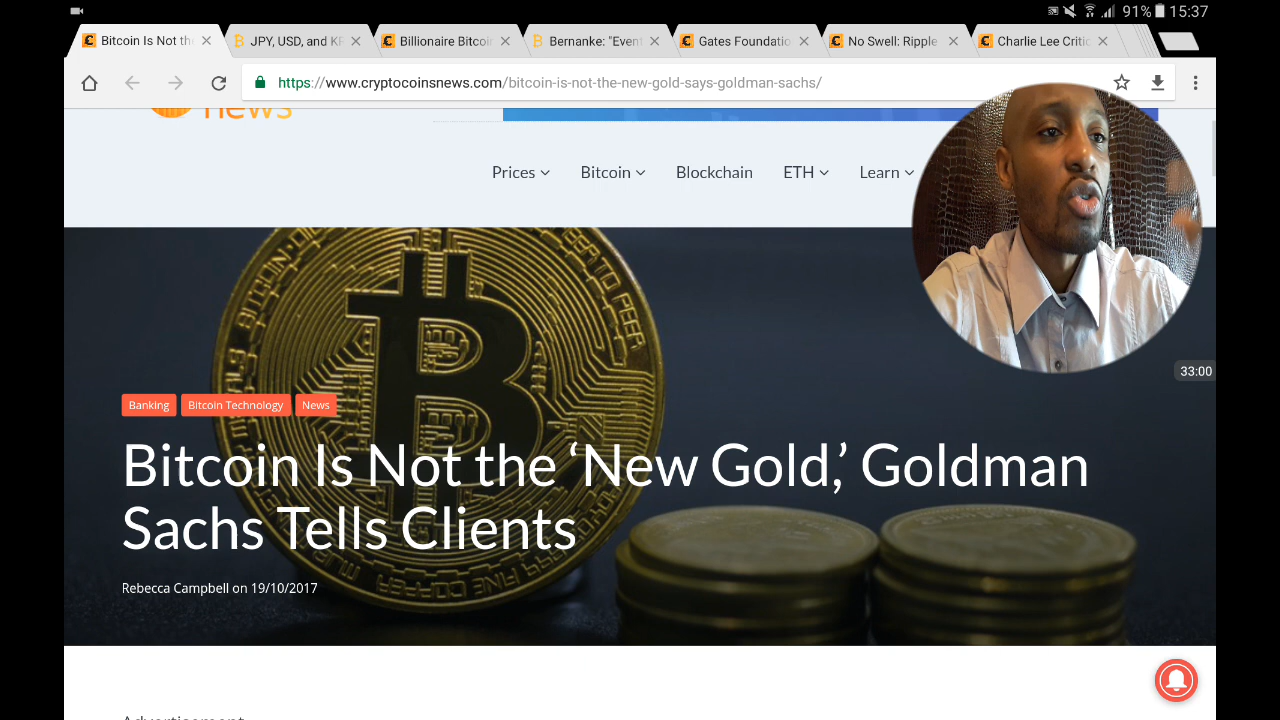 91% 15:37
Bitcoin Is Not th
JPY, USD, and K
Billionaire Bitcoi
Bernanke: "Even
Gates Foundatio
No Swell: Ripple
Charlie Lee Critic
https://www.cryptocoinsnews.com/bitcoin-is-not-the-new-gold-says-goldman-sachs/
news
Prices Bitcoin Blockchain ETH Learn
33:00
Banking Bitcoin Technology News
Bitcoin Is Not the ‘New Gold,’ Goldman
Sachs Tells Clients
Rebecca Campbell on 19/10/2017
Advertisement